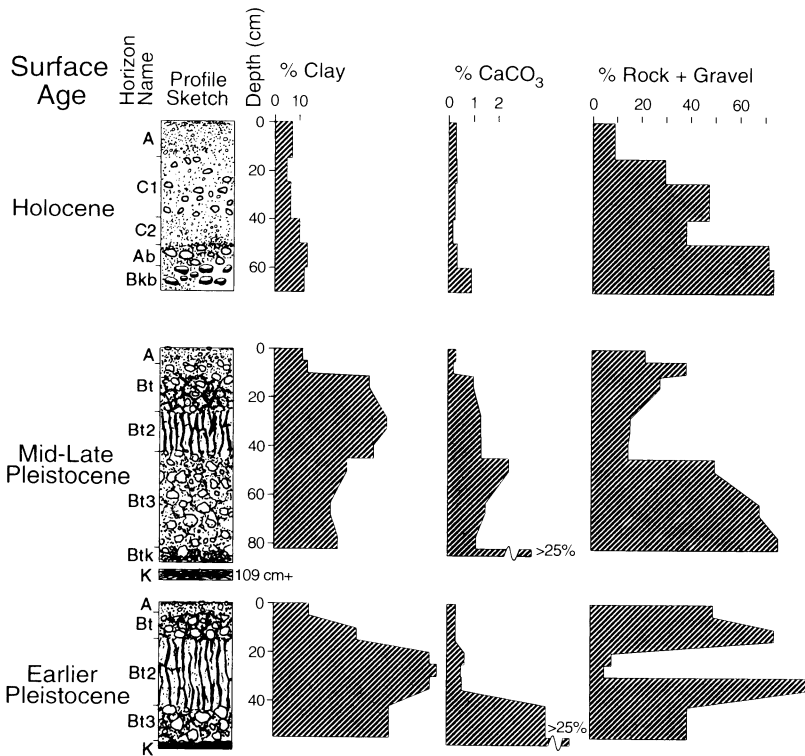 Surface Age
Horizon Name
Profile Sketch
Depth (cm)
% Clay
% CaCO3
% Rock + Gravel
0 10
0 1 2
0 20 40 60
Holocene
A
C1
C2
Ab
Bkb
0
20
40
60
Mid-Late Pleistocene
A
Bt
Bt2
Bt3
Btk
K
109 cm+
0
20
40
60
80
>25%
Earlier Pleistocene
A
Bt
Bt2
Bt3
K
0
20
40
>25%